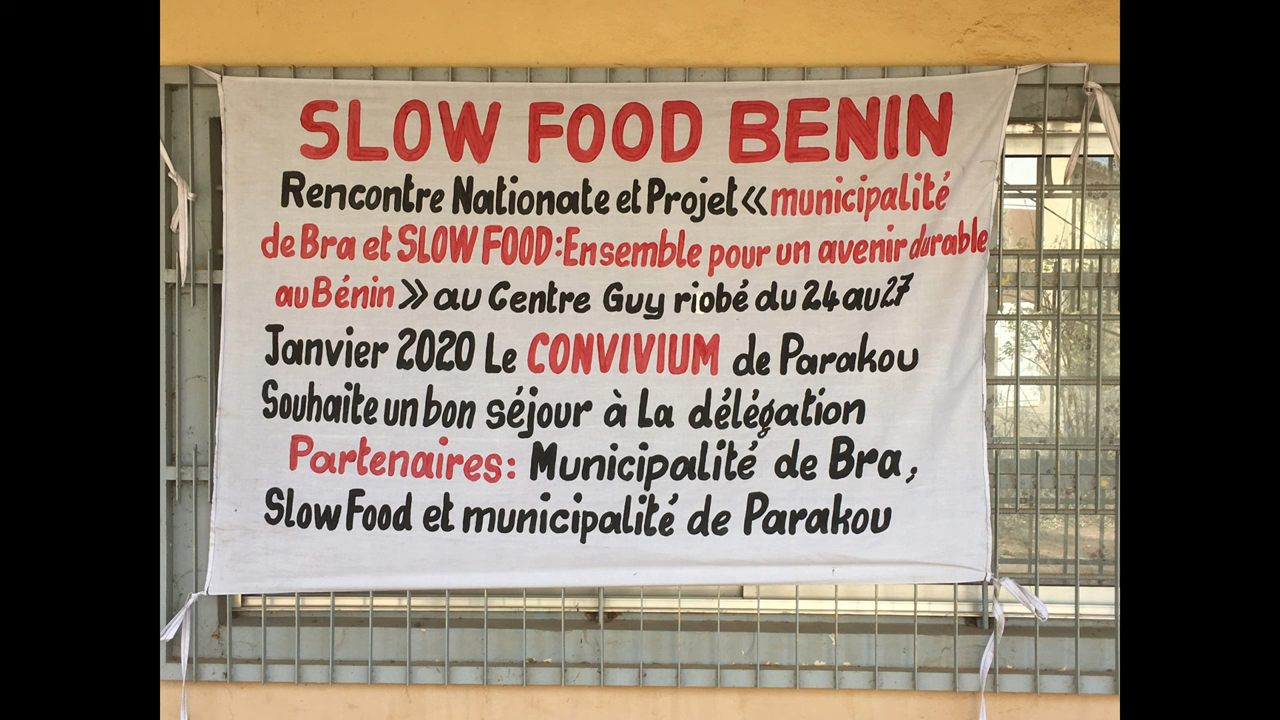 SLOW FOOD BENIN
Rencontre Nationate et Projet « municipalité
de Bra et SLOW FOOD : Ensemble pour un avenir durable
au Bénin » au Centre Guy riobé du 24 au 27
Janvier 2020 Le CONVIVIUM de Parakou
Souhaite un bon séjour à La délégation
Partenaires : Municipalité de Bra,
Slow Food et municipalité de Parakou